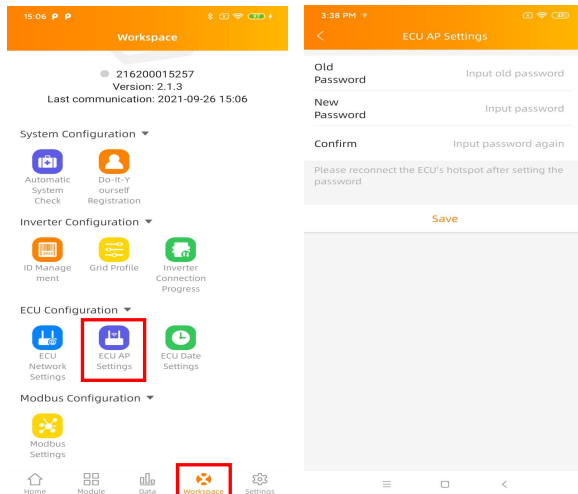 15:06
97
Workspace
216200015257
Version: 2.1.3
Last communication: 2021-09-26 15:06
System Configuration
Automatic
System
Check
Do-It-Y
ourself
Registration
Inverter Configuration
ID Manage
ment
Grid Profile
Inverter
Connection
Progress
ECU Configuration
ECU
Network
Settings
ECU AP
Settings
ECU Date
Settings
Modbus Configuration
Modbus
Settings
Home
Module
Data
Workspace
Settings
3:38 PM
ECU AP Settings
Old
Password
Input old password
New
Password
Input password
Confirm
Input password again
Please reconnect the ECU's hotspot after setting the
password
Save